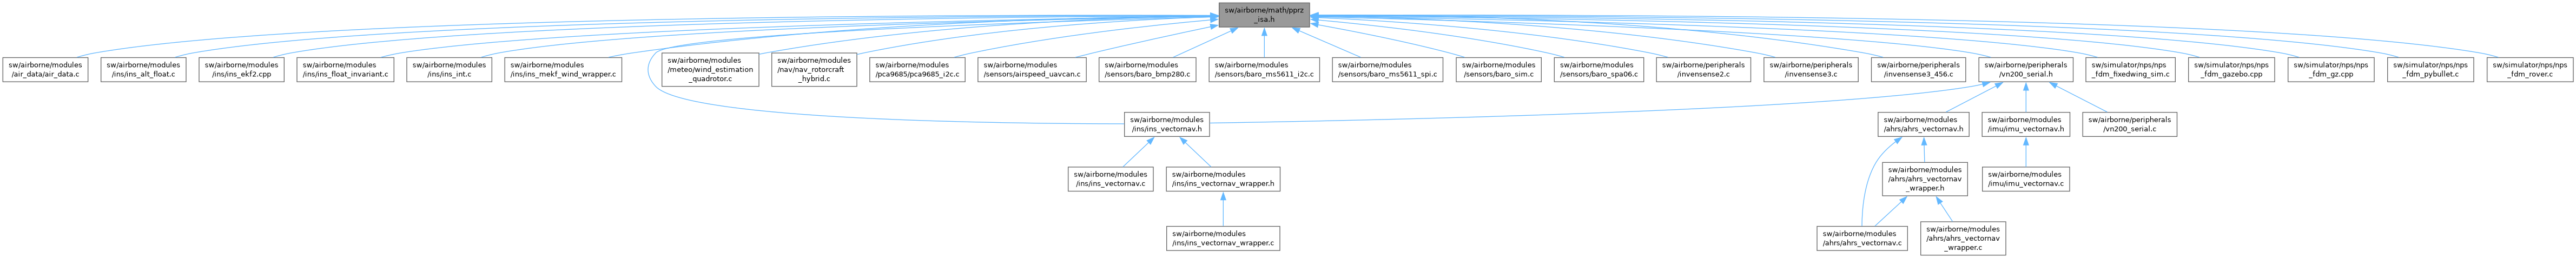 sw/airborne/math/pprz
_isa.h
sw/airborne/modules
/air_data/air_data.c
sw/airborne/modules
/ins/ins_alt_float.c
sw/airborne/modules
/ins/ins_ekf2.cpp
sw/airborne/modules
/ins/ins_float_invariant.c
sw/airborne/modules
/ins/ins_int.c
sw/airborne/modules
/ins/ins_mekf_wind_wrapper.c
sw/airborne/modules
/meteo/wind_estimation
_quadrotor.c
sw/airborne/modules
/nav/nav_rotorcraft
_hybrid.c
sw/airborne/modules
/pca9685/pca9685_i2c.c
sw/airborne/modules
/sensors/airspeed_uavcan.c
sw/airborne/modules
/sensors/baro_bmp280.c
sw/airborne/modules
/sensors/baro_ms5611_i2c.c
sw/airborne/modules
/sensors/baro_ms5611_spi.c
sw/airborne/modules
/sensors/baro_sim.c
sw/airborne/modules
/sensors/baro_spa06.c
sw/airborne/peripherals
/invensense2.c
sw/airborne/peripherals
/invensense3.c
sw/airborne/peripherals
/invensense3_456.c
sw/airborne/peripherals
/vn200_serial.h
sw/simulator/nps/nps
_fdm_fixedwing_sim.c
sw/simulator/nps/nps
_fdm_gazebo.cpp
sw/simulator/nps/nps
_fdm_gz.cpp
sw/simulator/nps/nps
_fdm_pybullet.c
sw/simulator/nps/nps
_fdm_rover.c
sw/airborne/modules
/ins/ins_vectornav.h
sw/airborne/modules
/ahrs/ahrs_vectornav.h
sw/airborne/modules
/imu/imu_vectornav.h
sw/airborne/peripherals
/vn200_serial.c
sw/airborne/modules
/ins/ins_vectornav.c
sw/airborne/modules
/ins/ins_vectornav_wrapper.h
sw/airborne/modules
/ahrs/ahrs_vectornav
_wrapper.h
sw/airborne/modules
/imu/imu_vectornav.c
sw/airborne/modules
/ins/ins_vectornav_wrapper.c
sw/airborne/modules
/ahrs/ahrs_vectornav.c
sw/airborne/modules
/ahrs/ahrs_vectornav
_wrapper.c